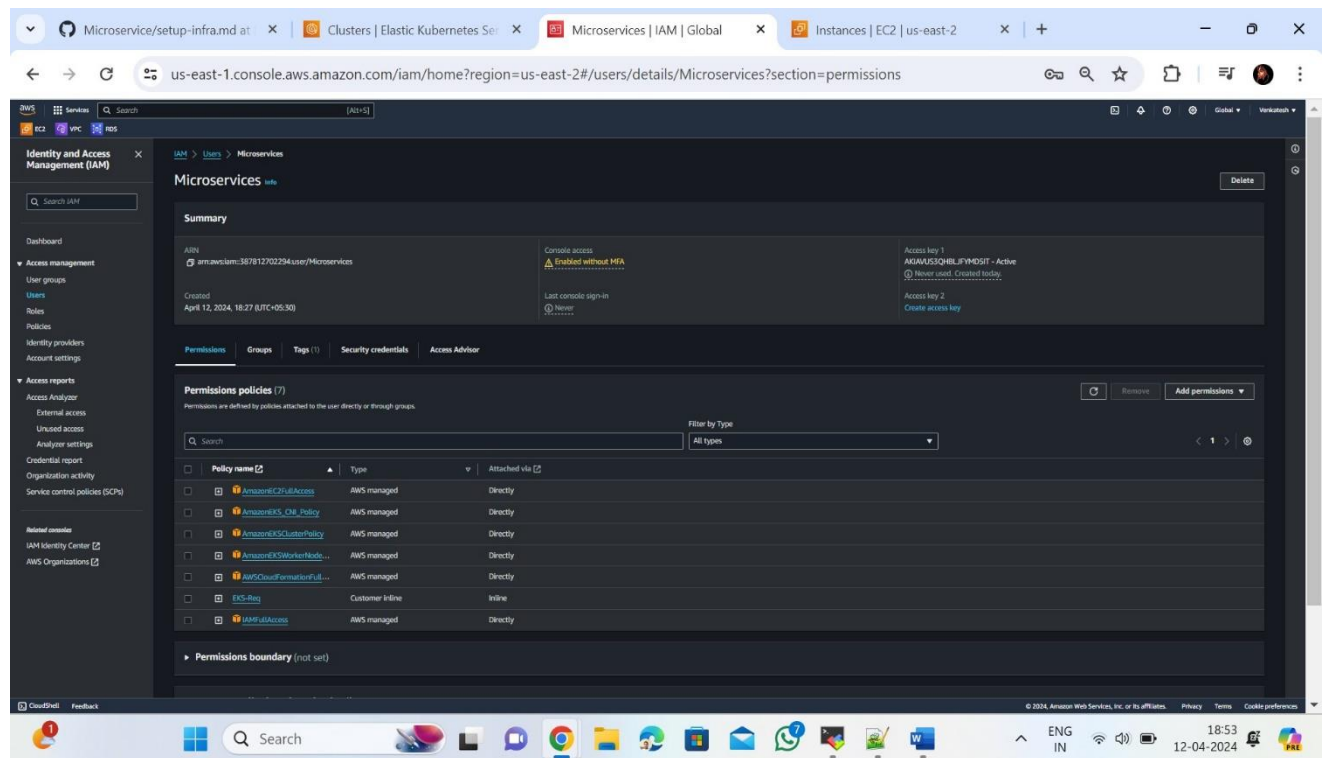 Microservice/setup-infra.md at
Clusters | Elastic Kubernetes Ser
Microservices | IAM | Global
Instances | EC2 | us-east-2
us-east-1.console.aws.amazon.com/iam/home?region=us-east-2#/users/details/Microservices?section=permissions
aws
Services
Search
[Alt+S]
Global
Venkatesh
EC2
VPC
RDS
Identity and Access Management (IAM)
Search IAM
Dashboard
Access management
User groups
Users
Roles
Policies
Identity providers
Account settings
Access reports
Access Analyzer
External access
Unused access
Analyzer settings
Credential report
Organization activity
Service control policies (SCPs)
Related consoles
IAM Identity Center
AWS Organizations
IAM > Users > Microservices
Microservices Info
Delete
Summary
ARN
arn:aws:iam::387812702294:user/Microservices
Console access
Enabled without MFA
Access key 1
AKIAVUS3QHBLJFYMDSIT - Active
Never used. Created today.
Created
April 12, 2024, 18:27 (UTC+05:30)
Last console sign-in
Never
Access key 2
Create access key
Permissions
Groups
Tags (1)
Security credentials
Access Advisor
Permissions policies (7)
Permissions are defined by policies attached to the user directly or through groups.
Remove
Add permissions
Filter by Type
Search
All types
1
Policy name
Type
Attached via
AmazonEC2FullAccess AWS managed Directly
AmazonEKS_CNI_Policy AWS managed Directly
AmazonEKSClusterPolicy AWS managed Directly
AmazonEKSWorkerNode... AWS managed Directly
AWSCloudFormationFull... AWS managed Directly
EKS-Req Customer inline Inline
IAMFullAccess AWS managed Directly
Permissions boundary (not set)
CloudShell
Feedback
© 2024, Amazon Web Services, Inc. or its affiliates.
Privacy
Terms
Cookie preferences
1
Search
7
ENG
IN
18:53
12-04-2024
PRE